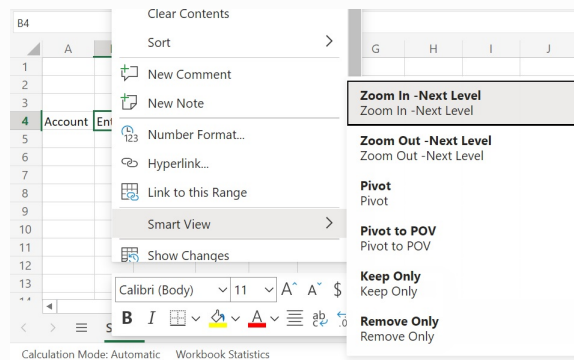 B4
Clear Contents
Sort
New Comment
New Note
123 Number Format...
Hyperlink...
Link to this Range
Smart View
Show Changes
A G H I J
1
2
3
4 Account Ent
5
6
7
8
9
10
11
12
13
Zoom In -Next Level
Zoom In -Next Level
Zoom Out -Next Level
Zoom Out -Next Level
Pivot
Pivot
Pivot to POV
Pivot to POV
Keep Only
Keep Only
Remove Only
Remove Only
Calibri (Body) 11 A A $
B I A ab
Calculation Mode: Automatic Workbook Statistics